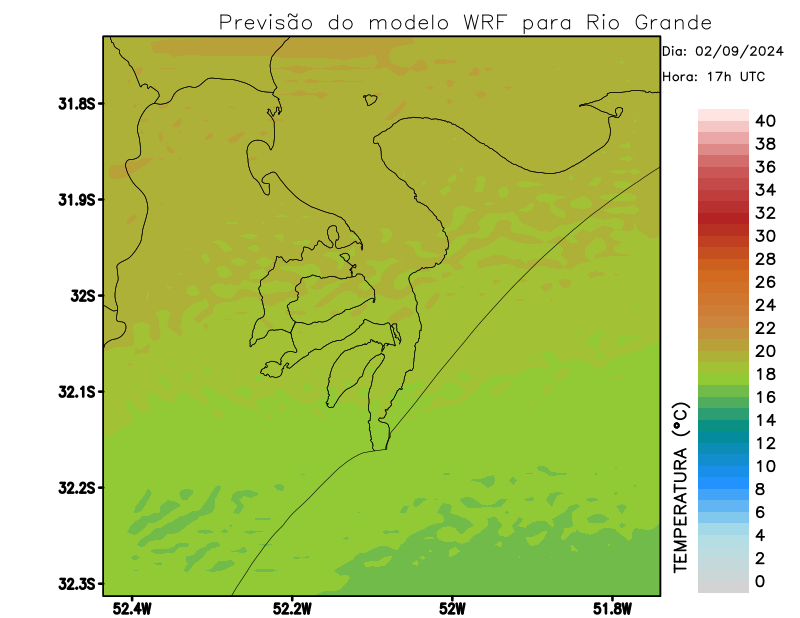 Previsão do modelo WRF para Rio Grande
Dia: 02/09/2024
Hora: 17h UTC
31.8S
31.9S
32S
32.1S
32.2S
32.3S
52.4W
52.2W
52W
51.8W
TEMPERATURA (°C)
40
38
36
34
32
30
28
26
24
22
20
18
16
14
12
10
8
6
4
2
0